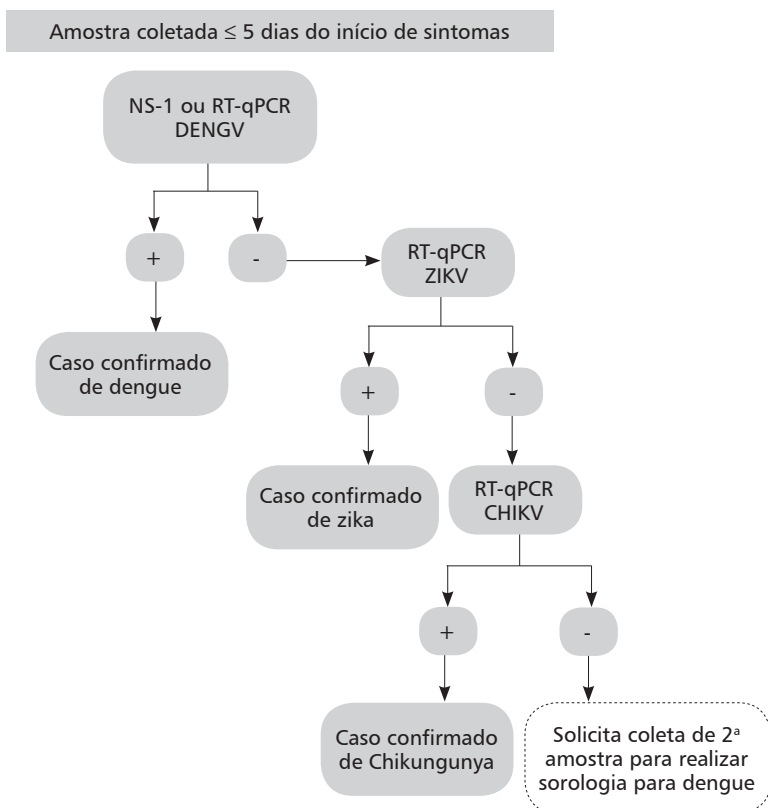 Amostra coletada ≤ 5 dias do início de sintomas
NS-1 ou RT-qPCR
DENGV
+
-
RT-qPCR
ZIKV
Caso confirmado
de dengue
+
-
Caso confirmado
de zika
RT-qPCR
CHIKV
+
-
Caso confirmado
de Chikungunya
Solicita coleta de 2ª
amostra para realizar
sorologia para dengue